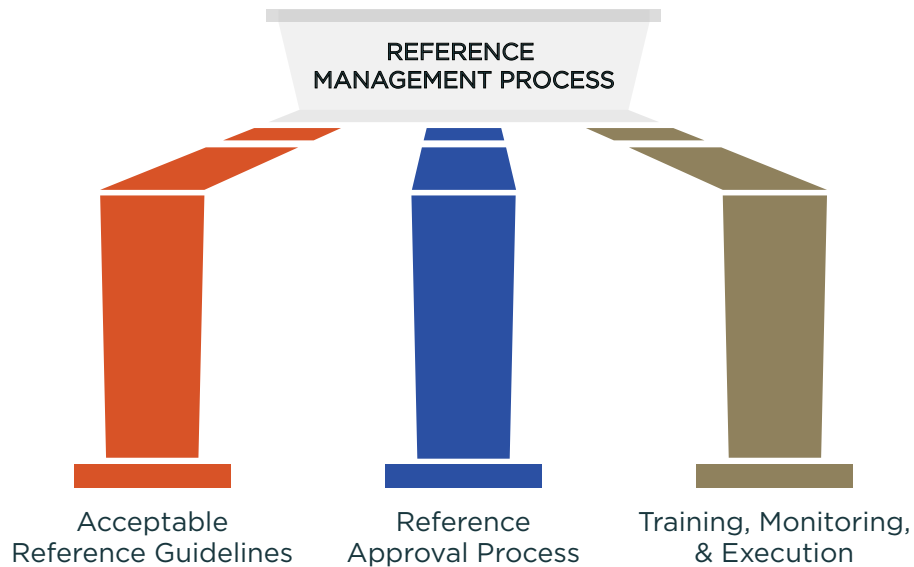 REFERENCE
MANAGEMENT PROCESS
Acceptable
Reference Guidelines
Reference
Approval Process
Training, Monitoring,
& Execution